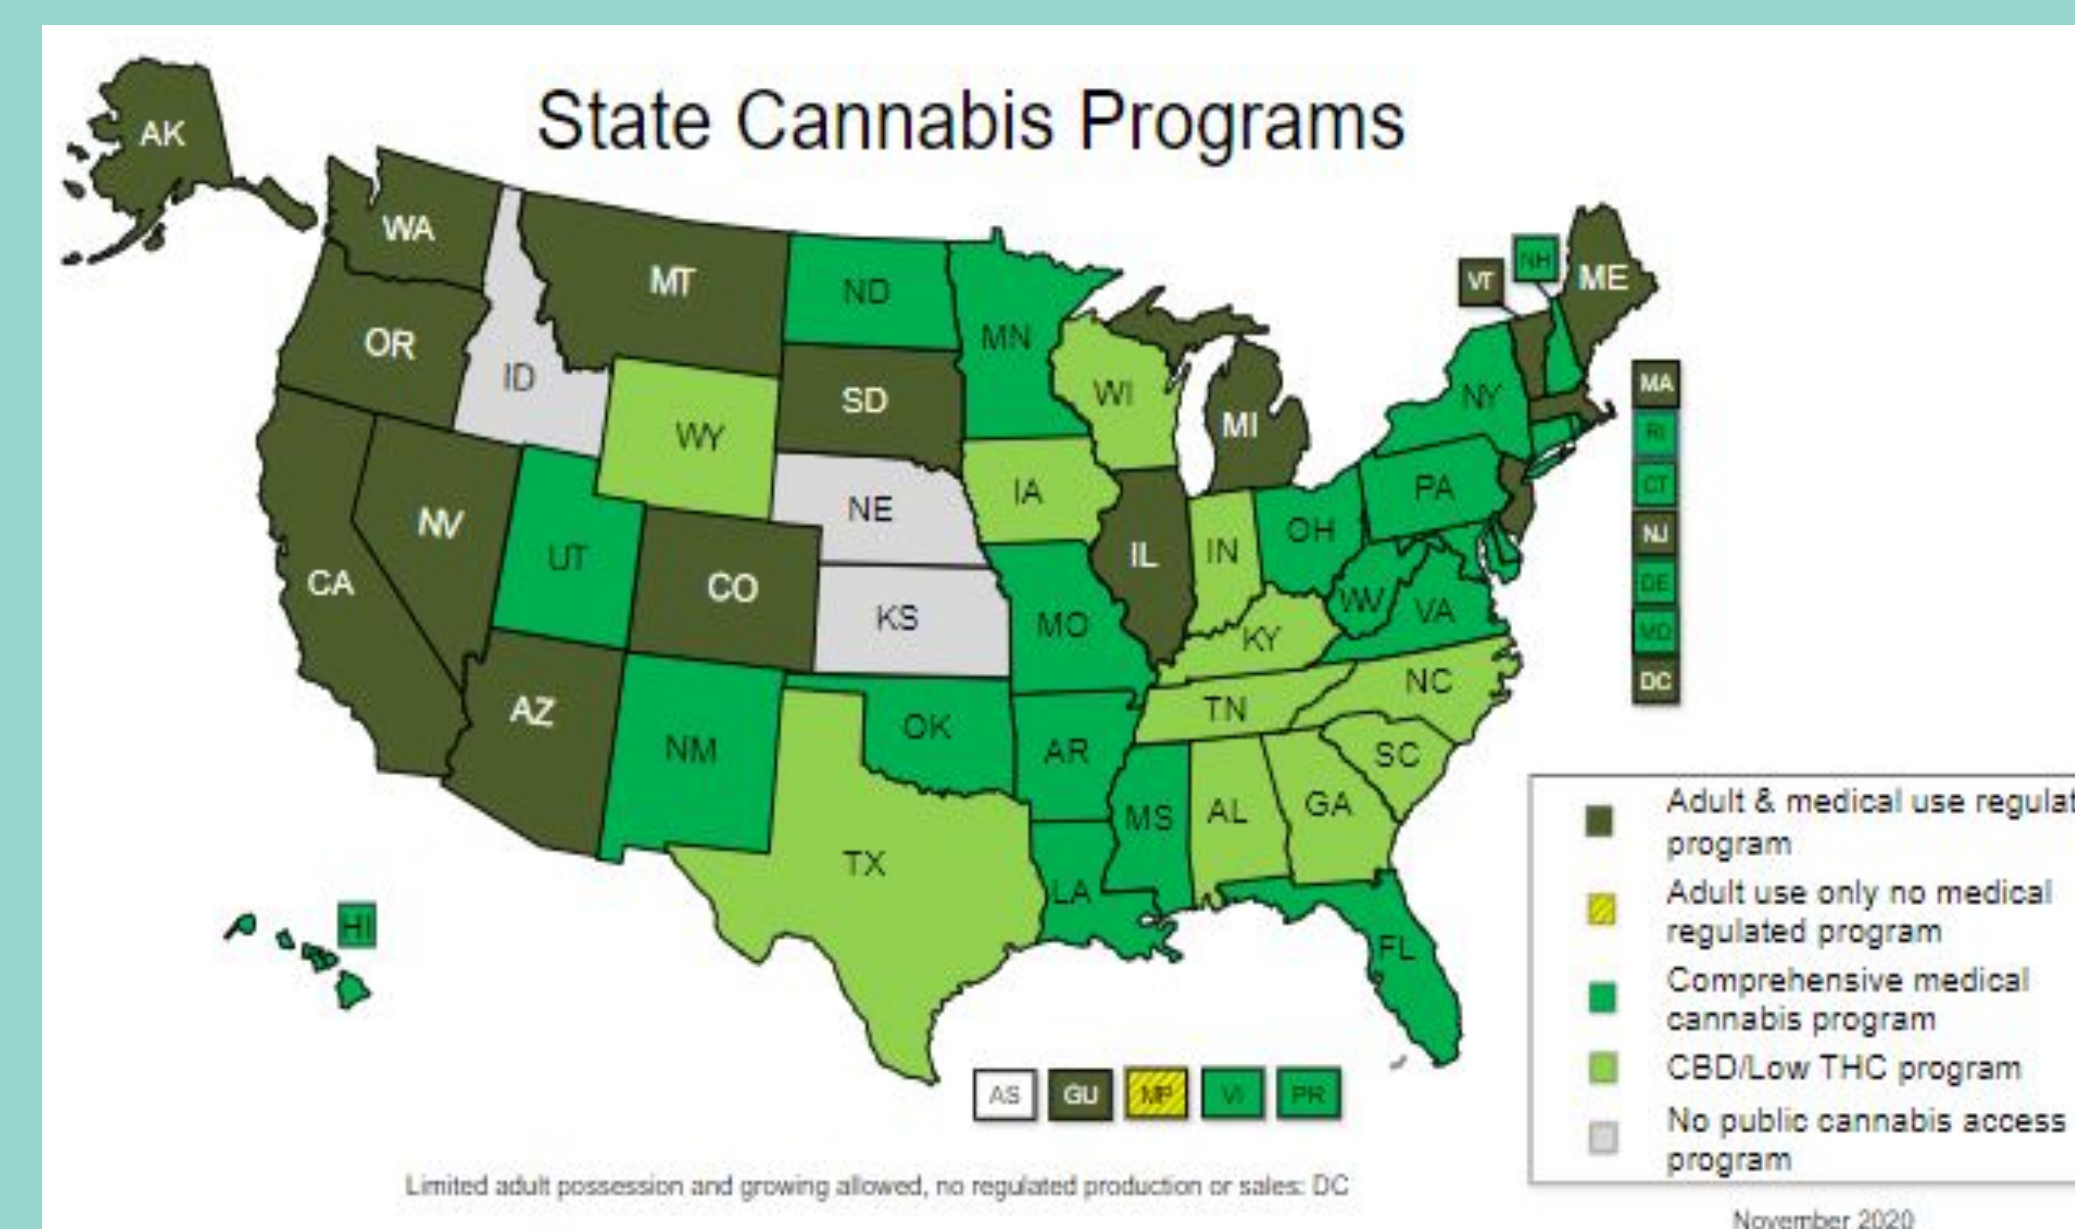 State Cannabis Programs
AK
WA
MT
ND
MN
VT
NH
ME
OR
ID
WY
SD
WI
MI
NY
MA
RI
CT
NJ
DE
MD
DC
NV
UT
CO
NE
IA
IL
IN
OH
PA
CA
KS
MO
KY
WV
VA
AZ
NM
OK
AR
TN
NC
SC
TX
LA
MS
AL
GA
FL
HI
AS
GU
MP
VI
PR
Adult & medical use regulat
program
Adult use only no medical
regulated program
Comprehensive medical
cannabis program
CBD/Low THC program
No public cannabis access
program
Limited adult possession and growing allowed, no regulated production or sales: DC
November 2020